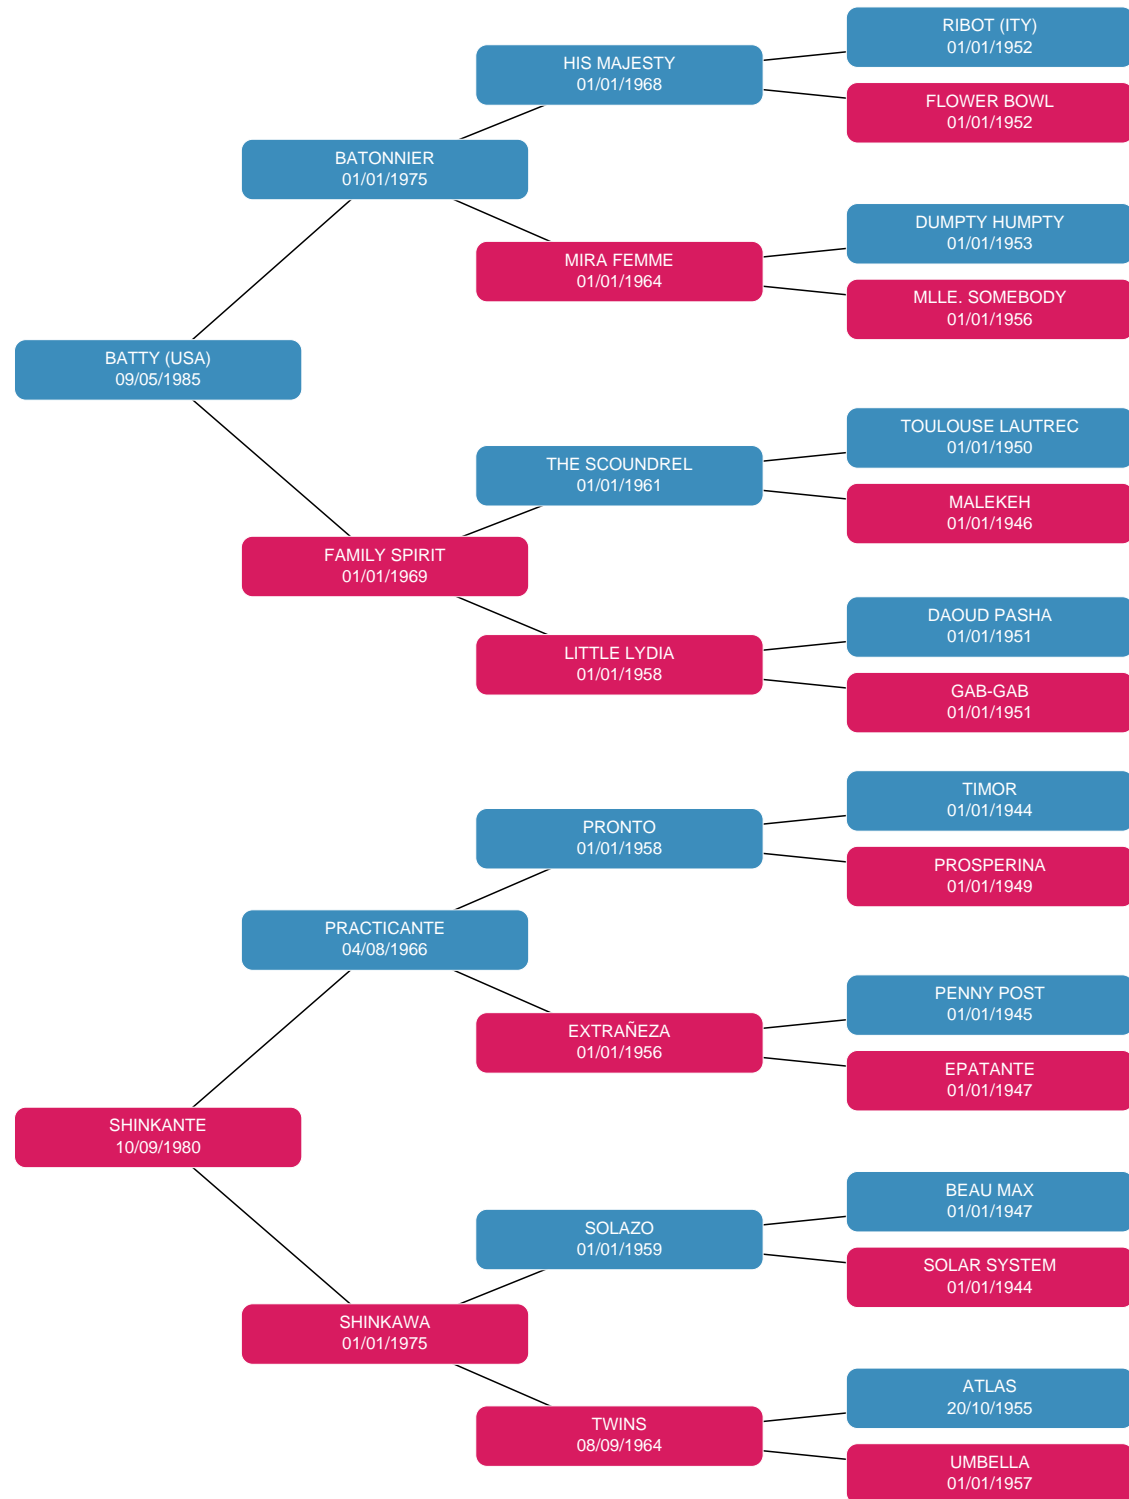 RIBOT (ITY)
01/01/1952
HIS MAJESTY
01/01/1968
FLOWER BOWL
01/01/1952
BATONNIER
01/01/1975
DUMPTY HUMPTY
01/01/1953
MIRA FEMME
01/01/1964
MLLE. SOMEBODY
01/01/1956
BATTY (USA)
09/05/1985
TOULOUSE LAUTREC
01/01/1950
THE SCOUNDREL
01/01/1961
MALEKEH
01/01/1946
FAMILY SPIRIT
01/01/1969
DAOUD PASHA
01/01/1951
LITTLE LYDIA
01/01/1958
GAB-GAB
01/01/1951
TIMOR
01/01/1944
PRONTO
01/01/1958
PROSPERINA
01/01/1949
PRACTICANTE
04/08/1966
PENNY POST
01/01/1945
EXTRAÑEZA
01/01/1956
EPATANTE
01/01/1947
SHINKANTE
10/09/1980
BEAU MAX
01/01/1947
SOLAZO
01/01/1959
SOLAR SYSTEM
01/01/1944
SHINKAWA
01/01/1975
ATLAS
20/10/1955
TWINS
08/09/1964
UMBELLA
01/01/1957